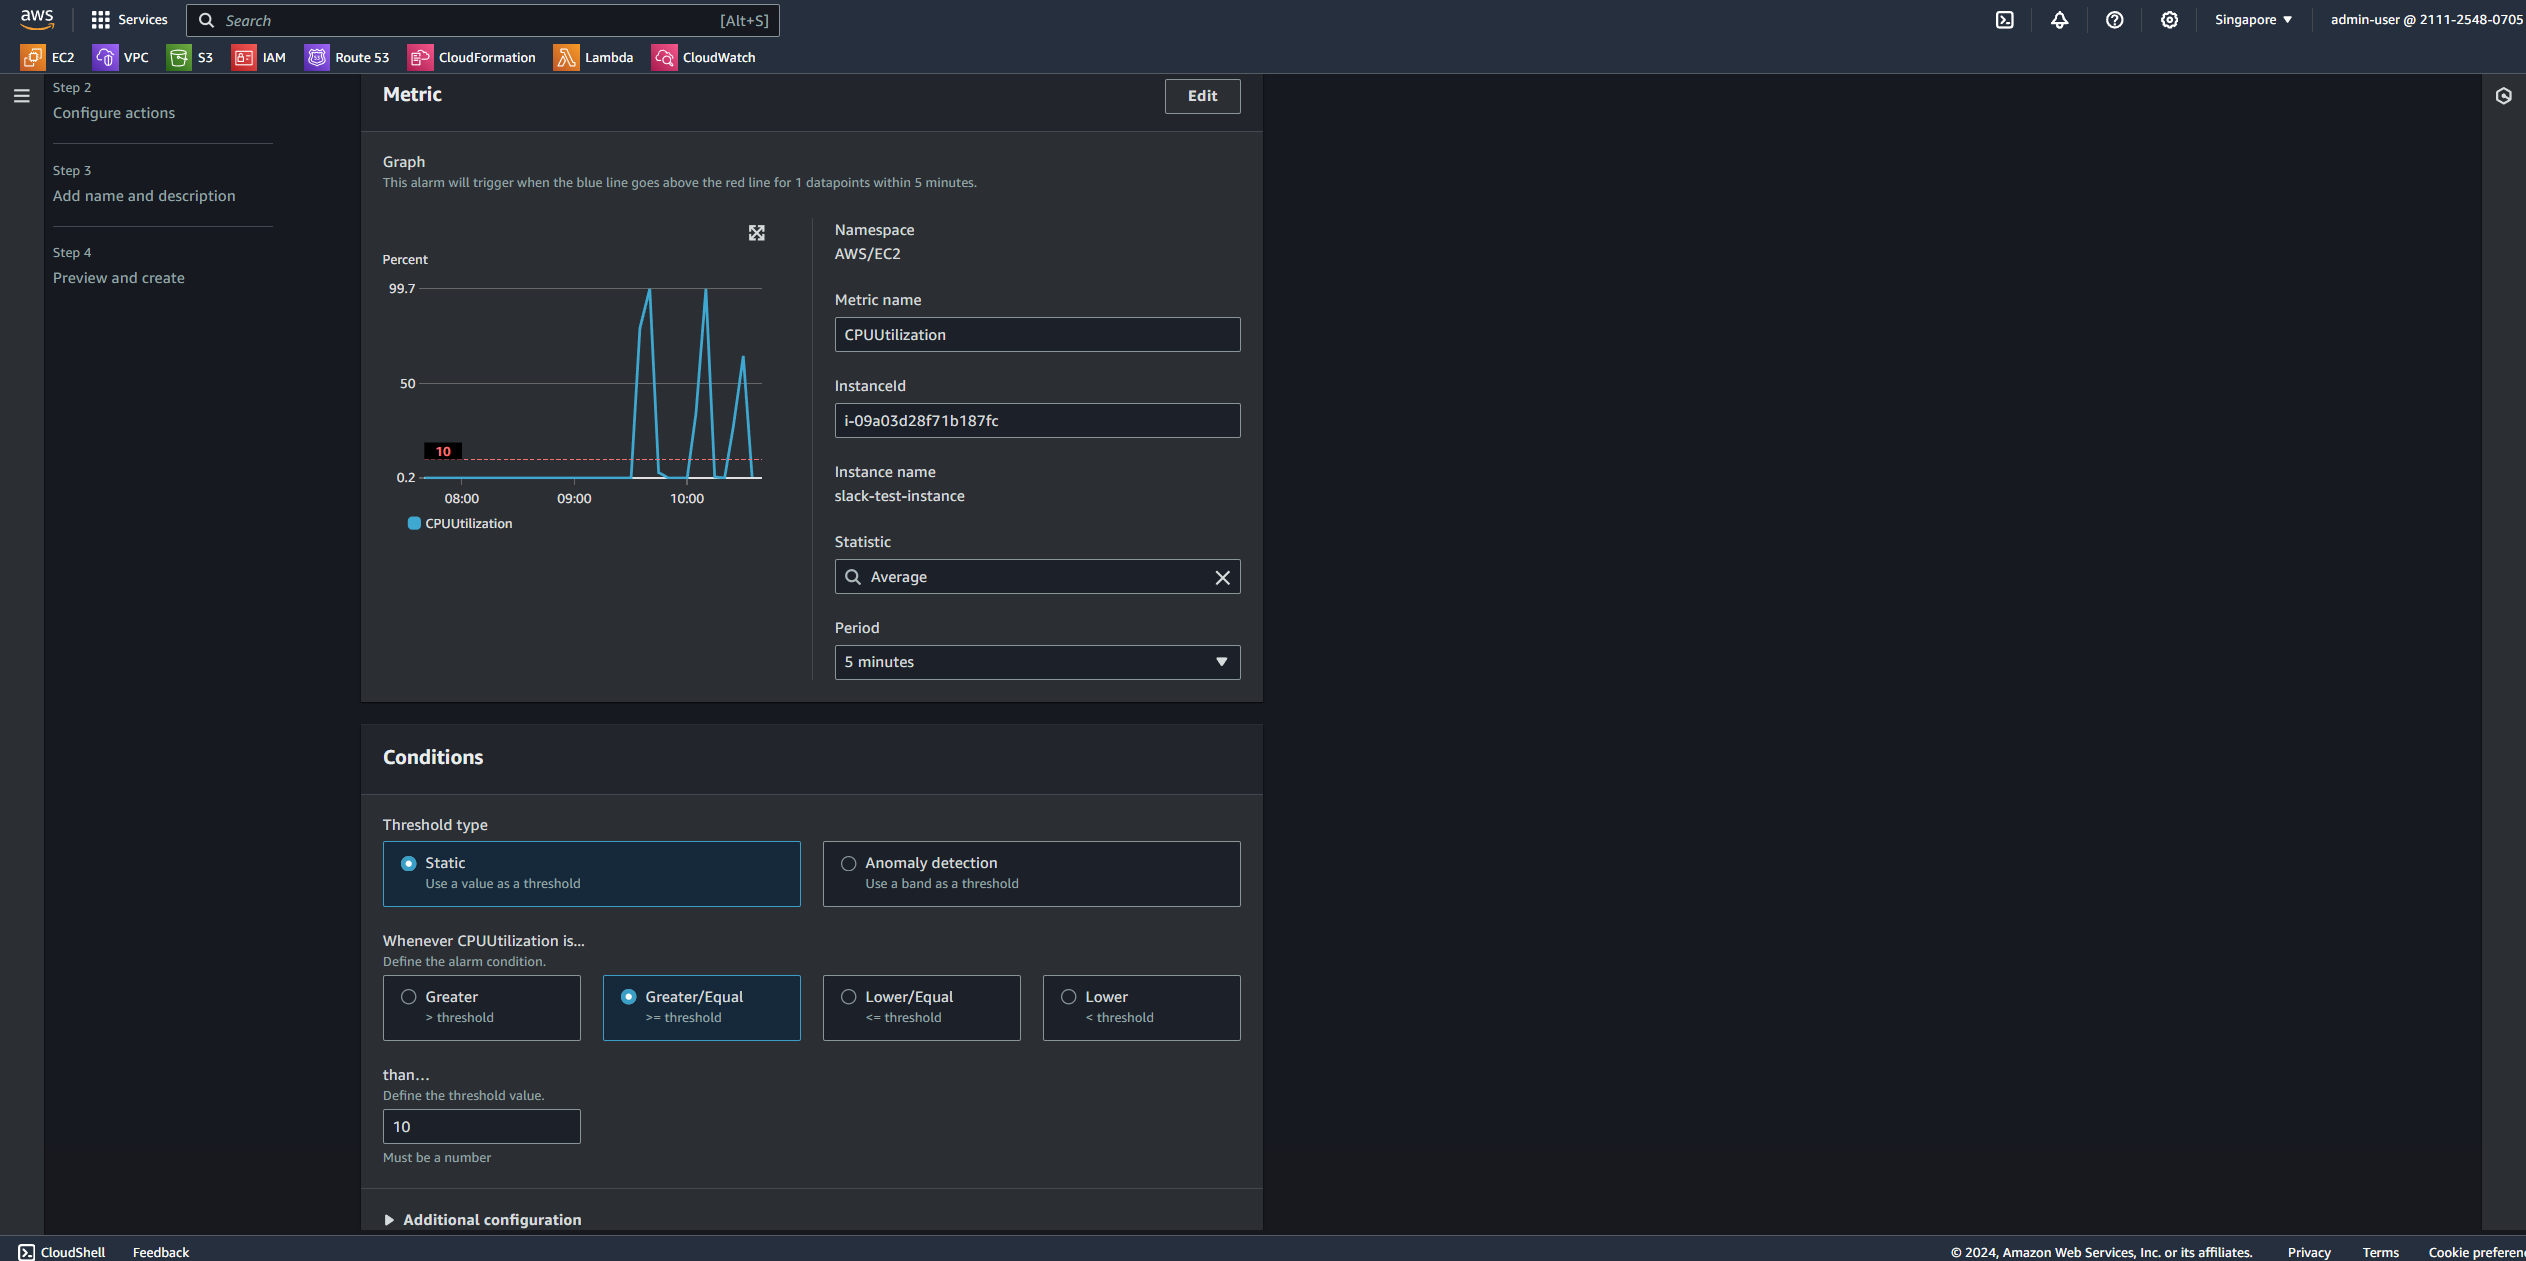 aws
Services
Search
[Alt+S]
Singapore
admin-user @ 2111-2548-0705
EC2
VPC
S3
IAM
Route 53
CloudFormation
Lambda
CloudWatch
Step 2
Configure actions
Step 3
Add name and description
Step 4
Preview and create
Metric
Edit
Graph
This alarm will trigger when the blue line goes above the red line for 1 datapoints within 5 minutes.
Percent
99.7
50
10
0.2
08:00
09:00
10:00
CPUUtilization
Namespace
AWS/EC2
Metric name
CPUUtilization
InstanceId
i-09a03d28f71b187fc
Instance name
slack-test-instance
Statistic
Average
Period
5 minutes
Conditions
Threshold type
Static
Use a value as a threshold
Anomaly detection
Use a band as a threshold
Whenever CPUUtilization is...
Define the alarm condition.
Greater
> threshold
Greater/Equal
>= threshold
Lower/Equal
<= threshold
Lower
< threshold
than…
Define the threshold value.
10
Must be a number
Additional configuration
CloudShell
Feedback
© 2024, Amazon Web Services, Inc. or its affiliates.
Privacy
Terms
Cookie preferen